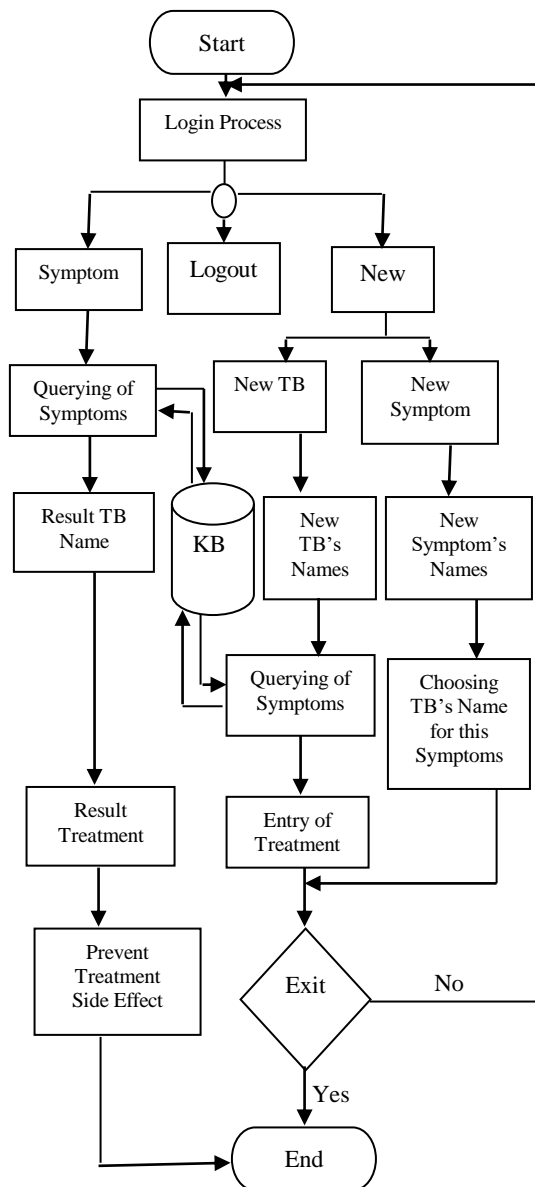 Start
Login Process
Symptom
Logout
New
Querying of
Symptoms
New TB
New
Symptom
Result TB
Name
KB
New
TB's
Names
New
Symptom's
Names
Querying of
Symptoms
Choosing
TB's Name
for this
Symptoms
Result
Treatment
Entry of
Treatment
Prevent
Treatment
Side Effect
Exit
No
Yes
End